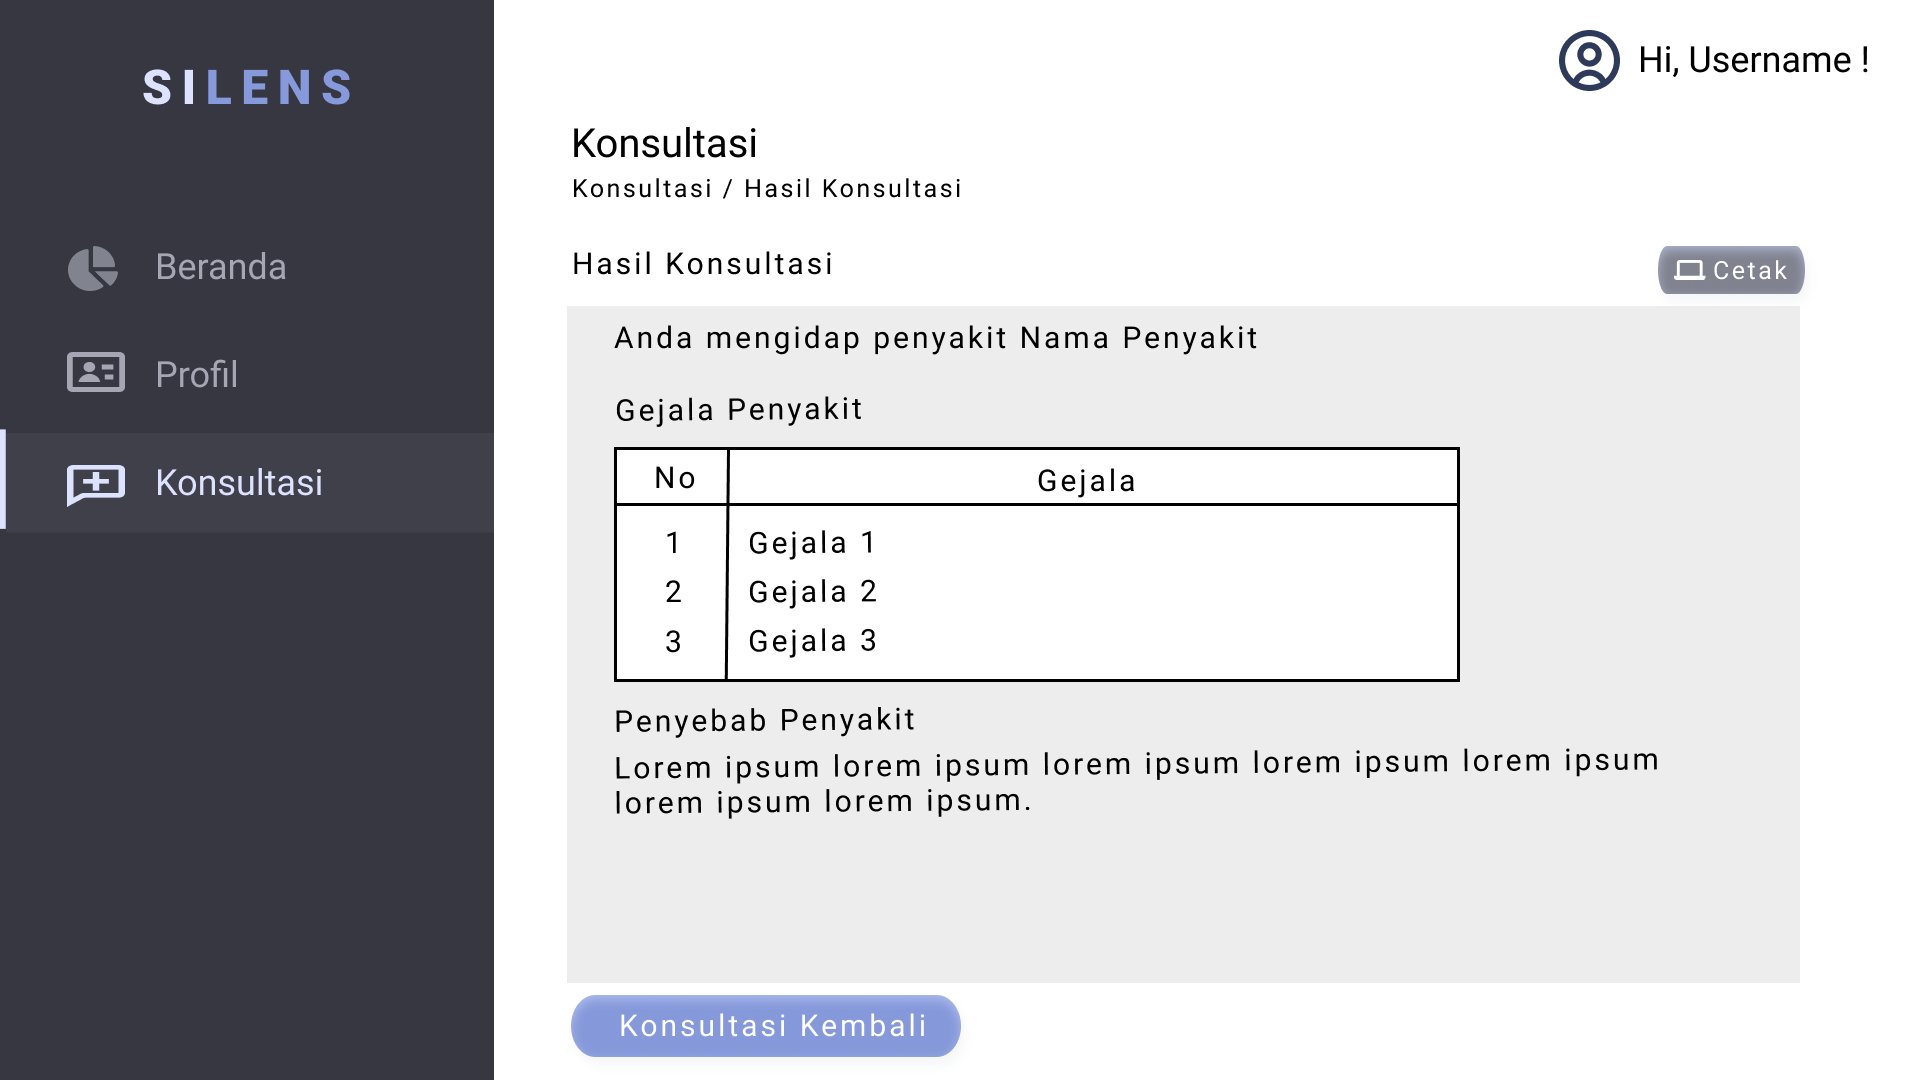 SILENS
Hi, Username !
Beranda
Profil
Konsultasi
Konsultasi
Konsultasi / Hasil Konsultasi
Hasil Konsultasi
Cetak
Anda mengidap penyakit Nama Penyakit
Gejala Penyakit
No Gejala
1 Gejala 1
2 Gejala 2
3 Gejala 3
Penyebab Penyakit
Lorem ipsum lorem ipsum lorem ipsum lorem ipsum lorem ipsum
lorem ipsum lorem ipsum.
Konsultasi Kembali